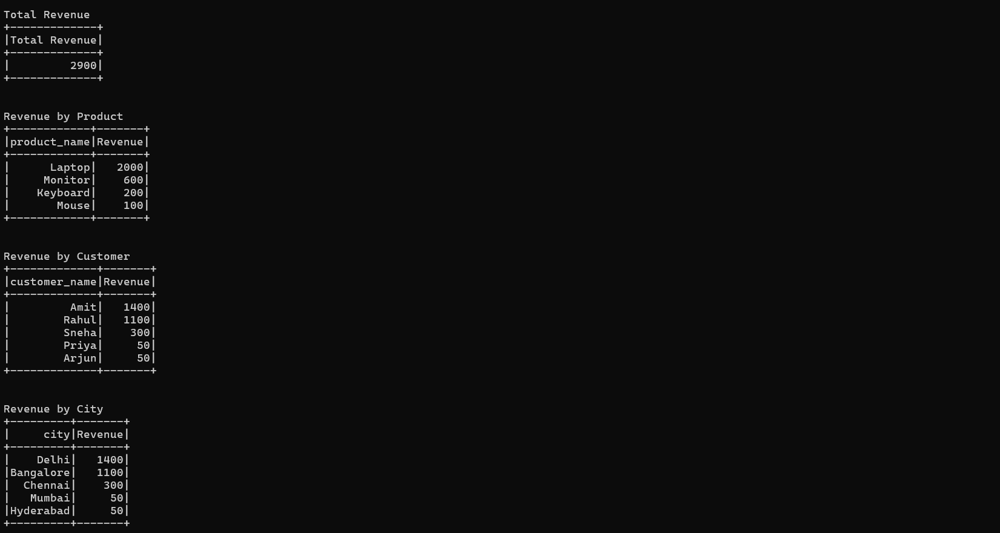 Total Revenue
+-------------+
|Total Revenue|
+-------------+
|         2900|
+-------------+
Revenue by Product
+------------+-------+
|product_name|Revenue|
+------------+-------+
|      Laptop|   2000|
|     Monitor|    600|
|    Keyboard|    200|
|       Mouse|    100|
+------------+-------+
Revenue by Customer
+-------------+-------+
|customer_name|Revenue|
+-------------+-------+
|         Amit|   1400|
|        Rahul|   1100|
|        Sneha|    300|
|        Priya|     50|
|        Arjun|     50|
+-------------+-------+
Revenue by City
+---------+-------+
|     city|Revenue|
+---------+-------+
|    Delhi|   1400|
|Bangalore|   1100|
|  Chennai|    300|
|   Mumbai|     50|
|Hyderabad|     50|
+---------+-------+